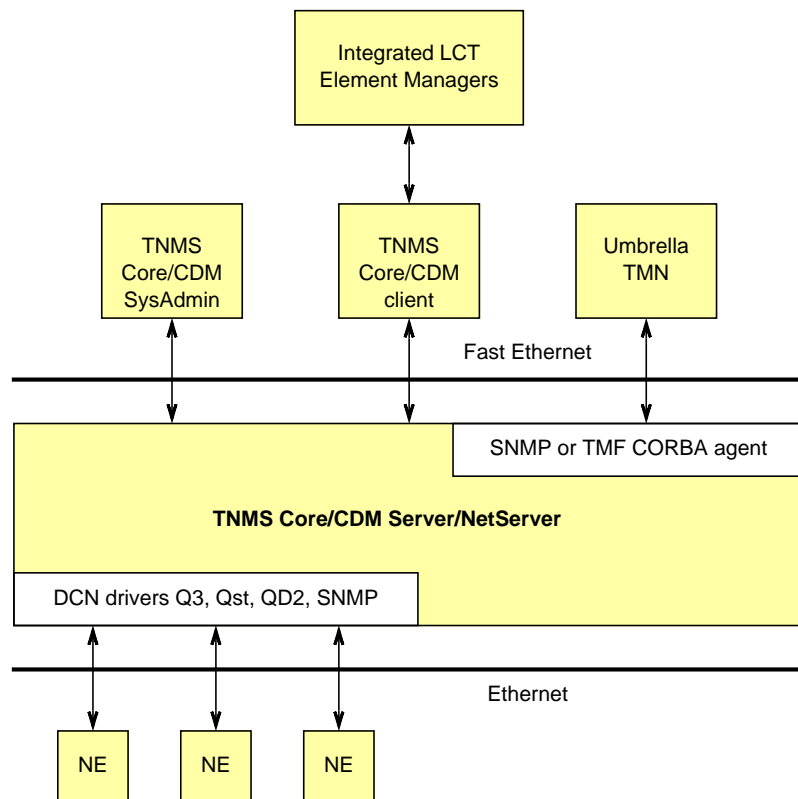 Integrated LCT
Element Managers
TNMS
Core/CDM
SysAdmin
TNMS
Core/CDM
client
Umbrella
TMN
Fast Ethernet
SNMP or TMF CORBA agent
TNMS Core/CDM Server/NetServer
DCN drivers Q3, Qst, QD2, SNMP
Ethernet
NE
NE
NE